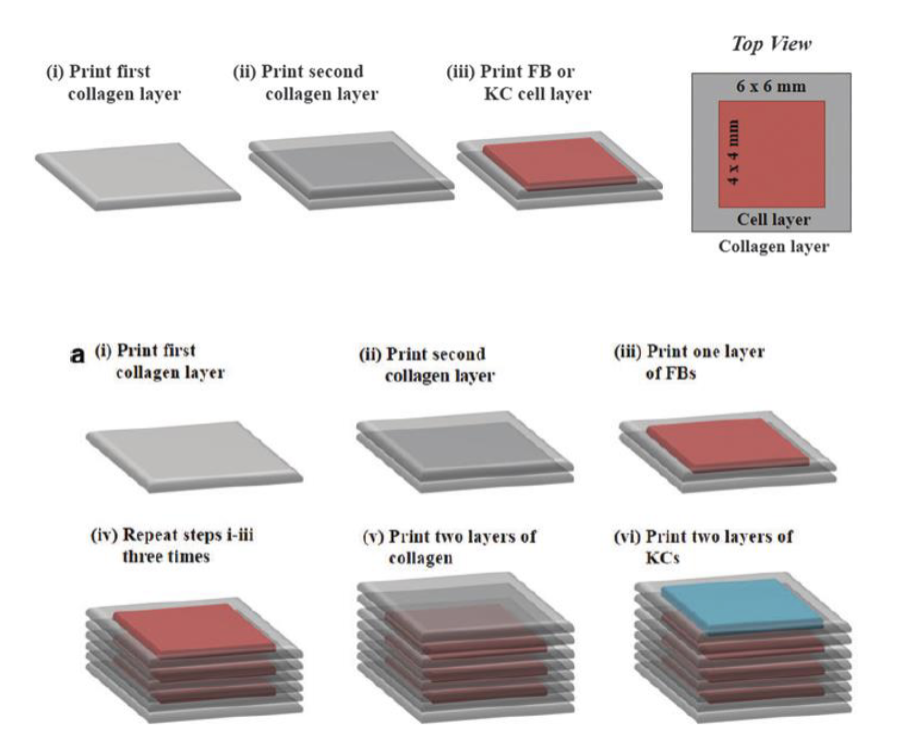 Top View
(i) Print first
collagen layer
(ii) Print second
collagen layer
(iii) Print FB or
KC cell layer
6 x 6 mm
4 x 4 mm
Cell layer
Collagen layer
a (i) Print first
collagen layer
(ii) Print second
collagen layer
(iii) Print one layer
of FBs
(iv) Repeat steps i-iii
three times
(v) Print two layers of
collagen
(vi) Print two layers of
KCs